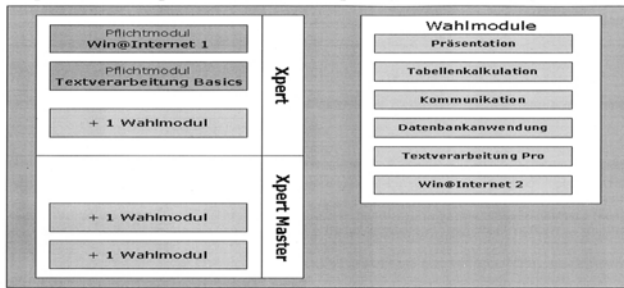 Pflichtmodul
Win@Internet 1
Pflichtmodul
Textverarbeitung Basics
+ 1 Wahlmodul
Xpert
+ 1 Wahlmodul
+ 1 Wahlmodul
Xpert Master
Wahlmodule
Präsentation
Tabellenkalkulation
Kommunikation
Datenbankanwendung
Textverarbeitung Pro
Win@Internet 2